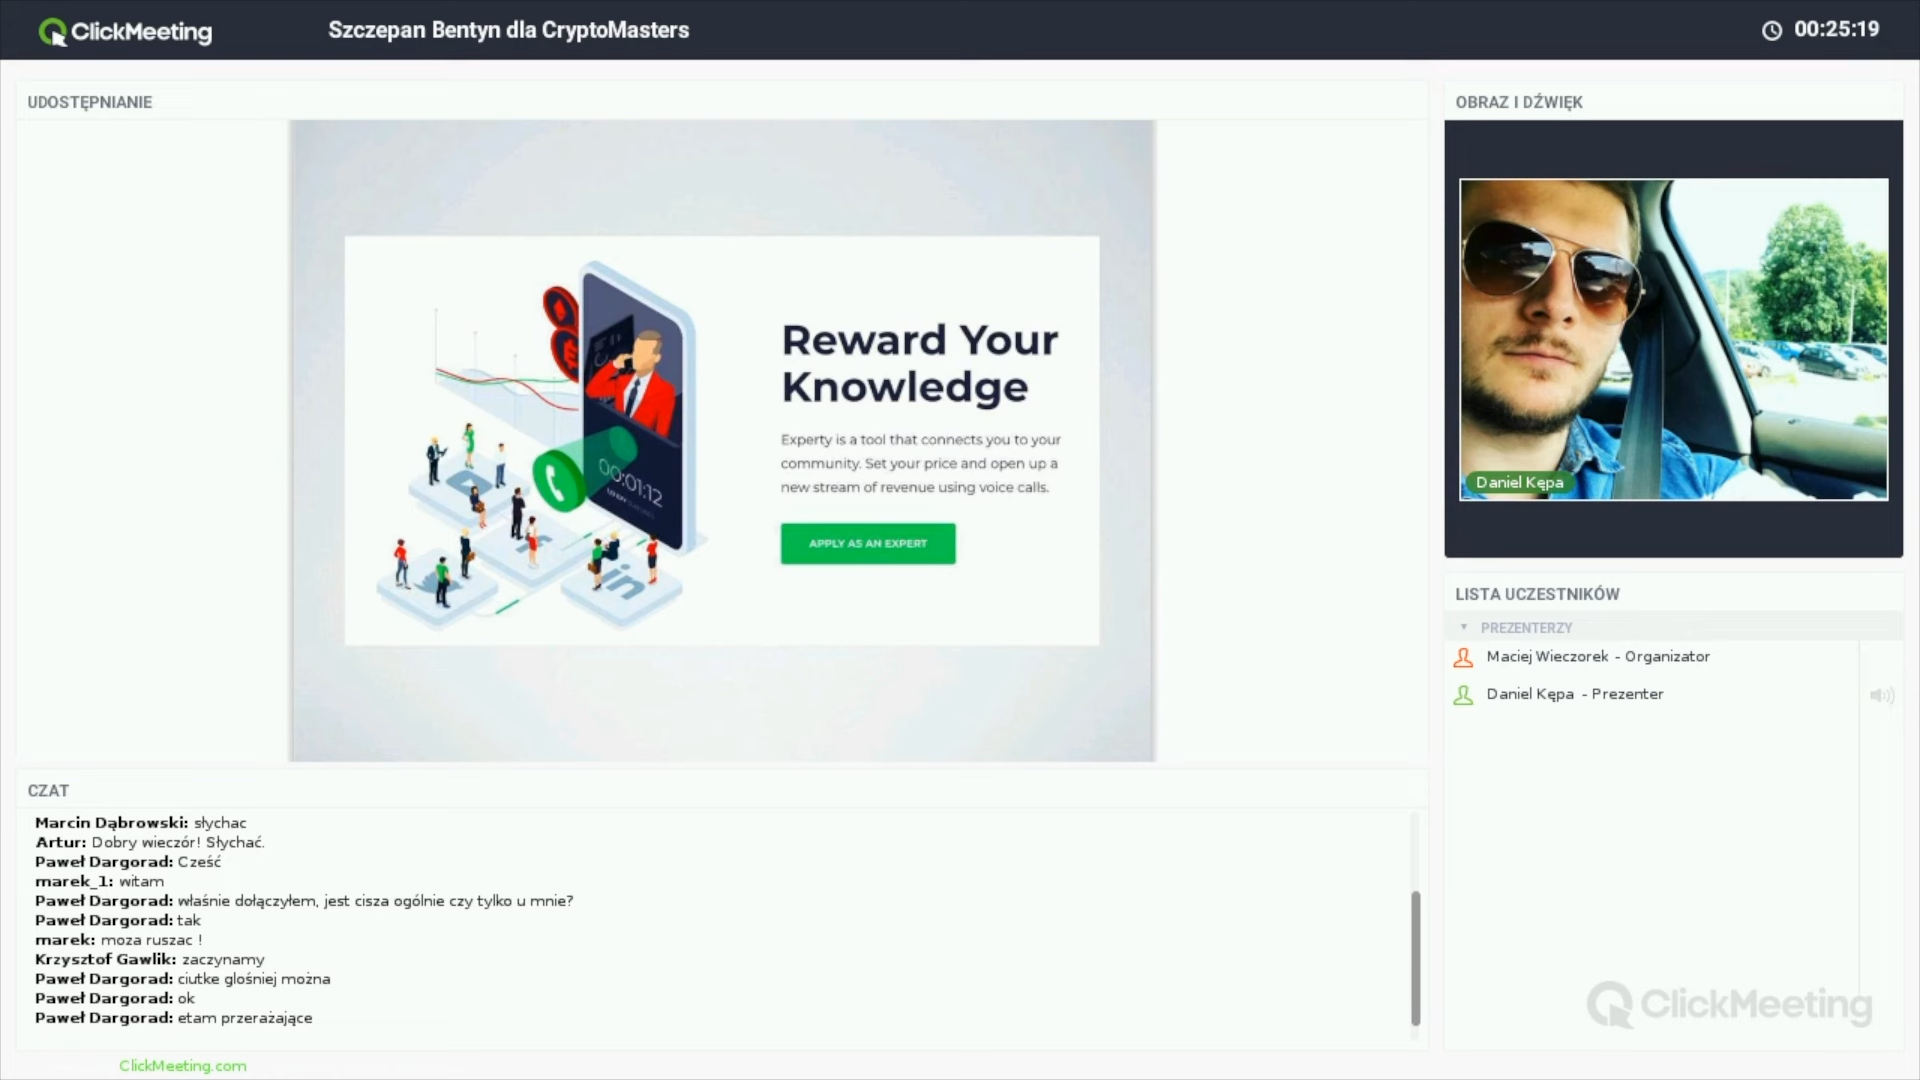 ClickMeeting
Szczepan Bentyn dla CryptoMasters
00:25:19
UDOSTĘPNIANIE
Reward Your
Knowledge
Experty is a tool that connects you to your
community. Set your price and open up a
new stream of revenue using voice calls.
APPLY AS AN EXPERT
00:01:12
in
OBRAZ I DŹWIĘK
Daniel Kępa
LISTA UCZESTNIKÓW
PREZENTERZY
Maciej Wieczorek - Organizator
Daniel Kępa - Prezenter
CZAT
Marcin Dąbrowski: słychac
Artur: Dobry wieczór! Słychać.
Paweł Dargorad: Cześć
marek_1: witam
Paweł Dargorad: właśnie dołączyłem, jest cisza ogólnie czy tylko u mnie?
Paweł Dargorad: tak
marek: moza ruszac !
Krzysztof Gawlik: zaczynamy
Paweł Dargorad: ciutke glośniej można
Paweł Dargorad: ok
Paweł Dargorad: etam przerażające
ClickMeeting
ClickMeeting.com